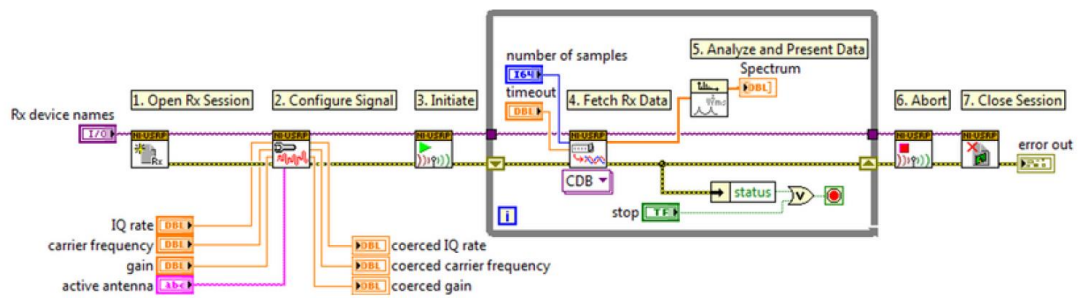 number of samples
5. Analyze and Present Data
I64
Spectrum
[DBL]
1. Open Rx Session
2. Configure Signal
3. Initiate
timeout
DBL
4. Fetch Rx Data
6. Abort
7. Close Session
Rx device names
I/O
NI-USRP
Rx
NI-USRP
NI-USRP
NI-USRP
NI-USRP
NI-USRP
error out
CDB
status
stop
TF
i
IQ rate
DBL
carrier frequency
DBL
gain
DBL
active antenna
Abc
DBL
coerced IQ rate
DBL
coerced carrier frequency
DBL
coerced gain